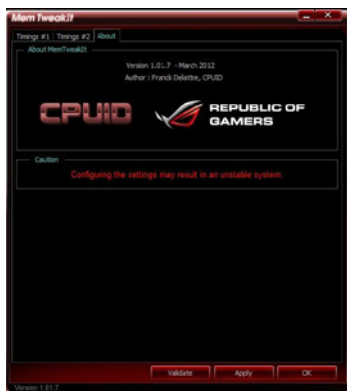 Mem TweakIt
Timings #1 Timings #2 About
About MemTweakIt
Version 1.01.7 - March 2012
Author : Franck Delattre, CPUID
CPUID
REPUBLIC OF
GAMERS
Caution
Configuring the settings may result in an unstable system
Validate Apply OK
Version 1.01.7